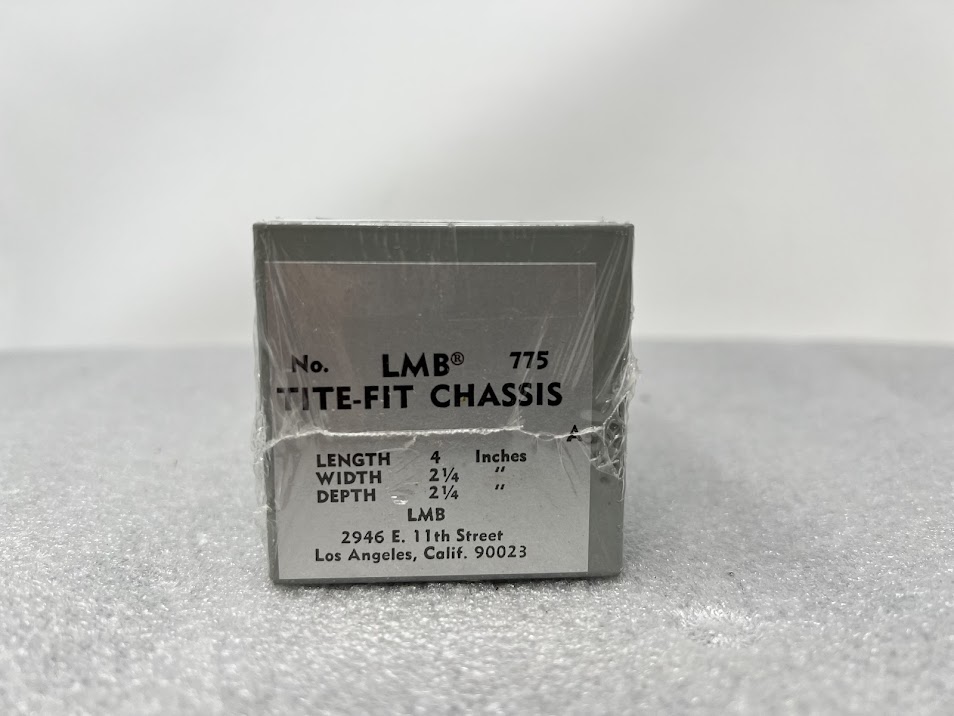 No. LMB® 775
TITE-FIT CHASSIS
A
LENGTH 4 Inches
WIDTH 2¼ "
DEPTH 2¼ "
LMB
2946 E. 11th Street
Los Angeles, Calif. 90023